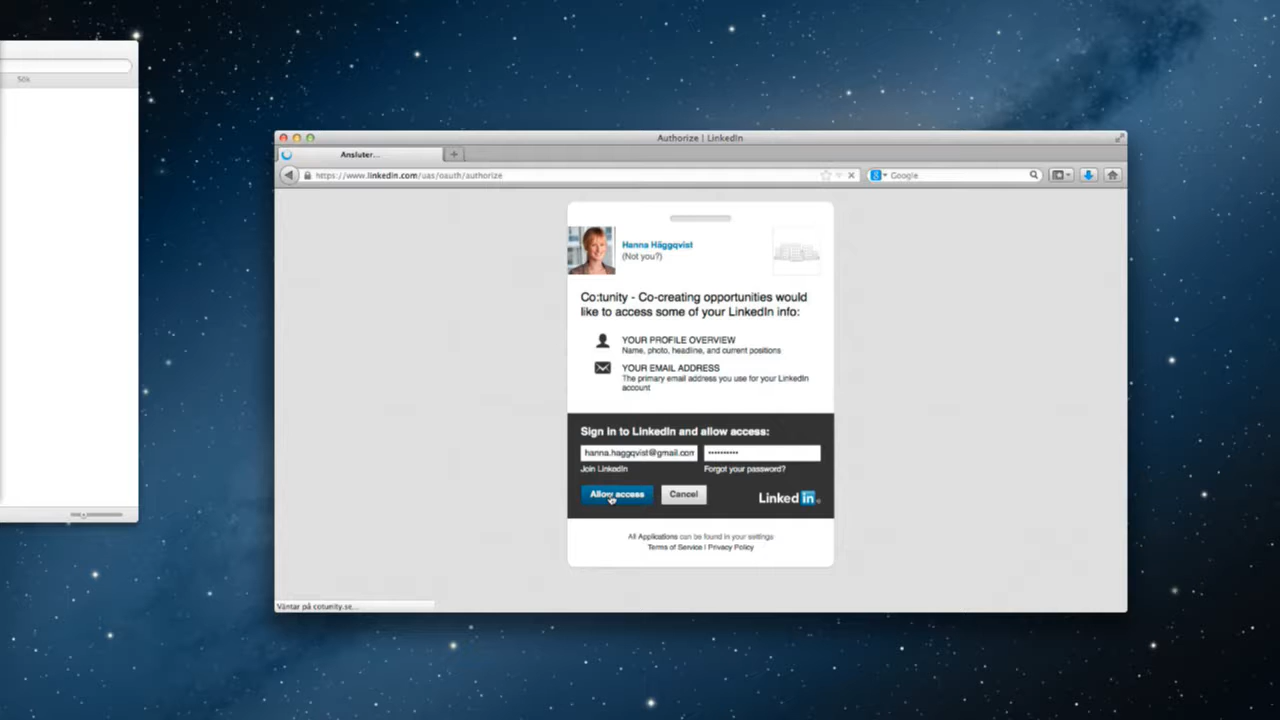 Sök
Authorize | LinkedIn
Ansluter...
https://www.linkedin.com/uas/oauth/authorize
Google
Hanna Häggqvist
(Not you?)
Co:tunity - Co-creating opportunities would
like to access some of your LinkedIn info:
YOUR PROFILE OVERVIEW
Name, photo, headline, and current positions
YOUR EMAIL ADDRESS
The primary email address you use for your LinkedIn
account
Sign in to LinkedIn and allow access:
hanna.haggqvist@gmail.com
Join LinkedIn Forgot your password?
Allow access Cancel LinkedIn
All Applications can be found in your settings
Terms of Service | Privacy Policy
Väntar på cotunity.se...